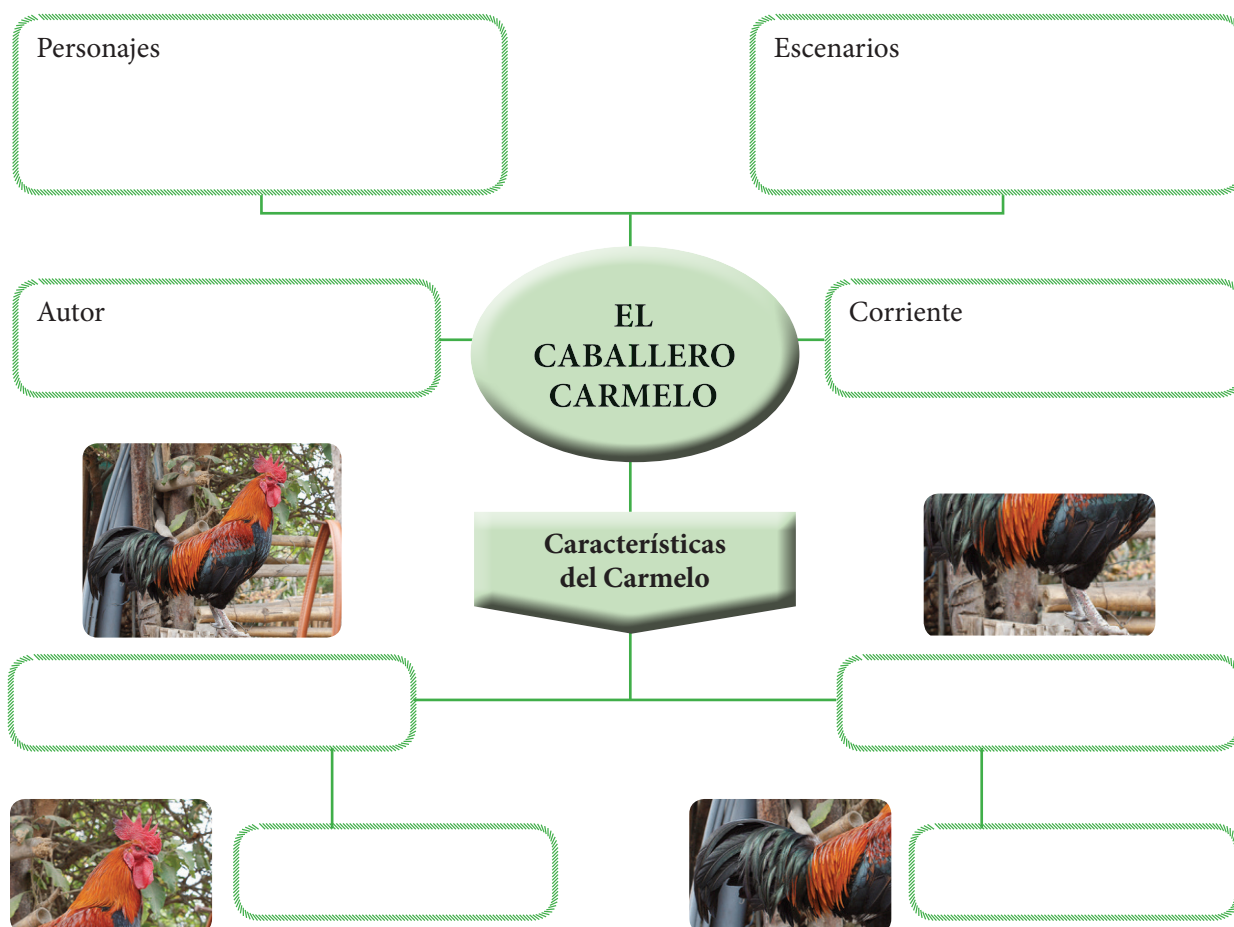 Personajes
Escenarios
Autor
EL
CABALLERO
CARMELO
Corriente
Características
del Carmelo